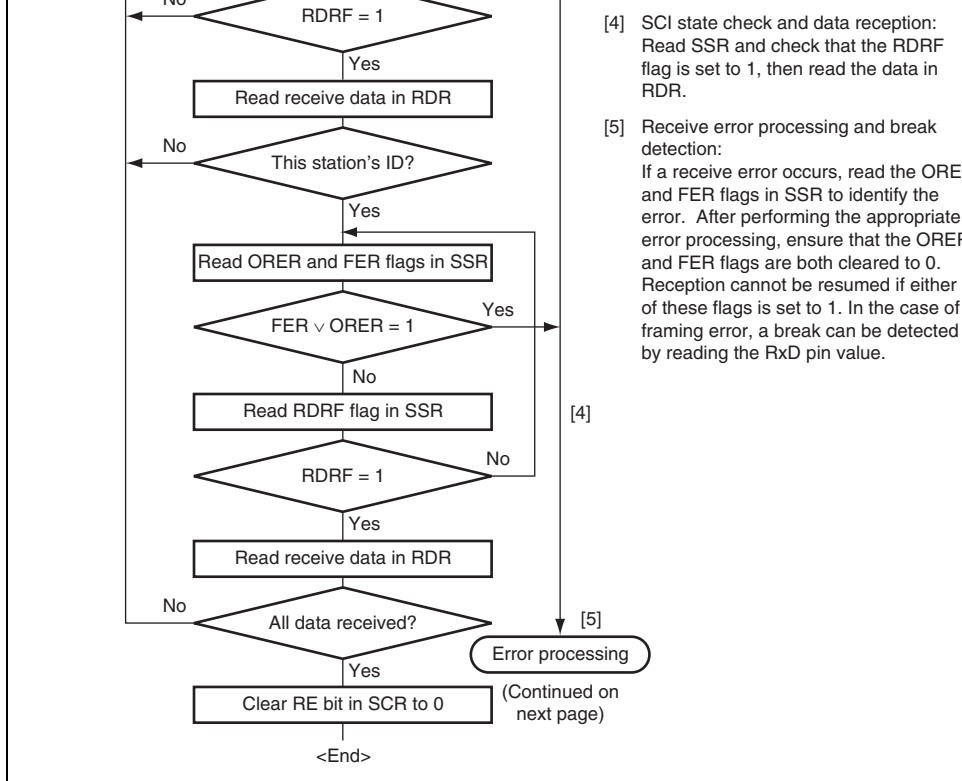 No
RDRF = 1
Yes
Read receive data in RDR
No
This station's ID?
Yes
Read ORER and FER flags in SSR
FER ∨ ORER = 1
Yes
No
Read RDRF flag in SSR
[4]
RDRF = 1
No
Yes
Read receive data in RDR
No
All data received?
[5]
Error processing
Yes
(Continued on
next page)
Clear RE bit in SCR to 0
<End>
[4] SCI state check and data reception:
Read SSR and check that the RDRF
flag is set to 1, then read the data in
RDR.
[5] Receive error processing and break
detection:
If a receive error occurs, read the ORE
and FER flags in SSR to identify the
error. After performing the appropriate
error processing, ensure that the ORER
and FER flags are both cleared to 0.
Reception cannot be resumed if either
of these flags is set to 1. In the case of
framing error, a break can be detected
by reading the RxD pin value.